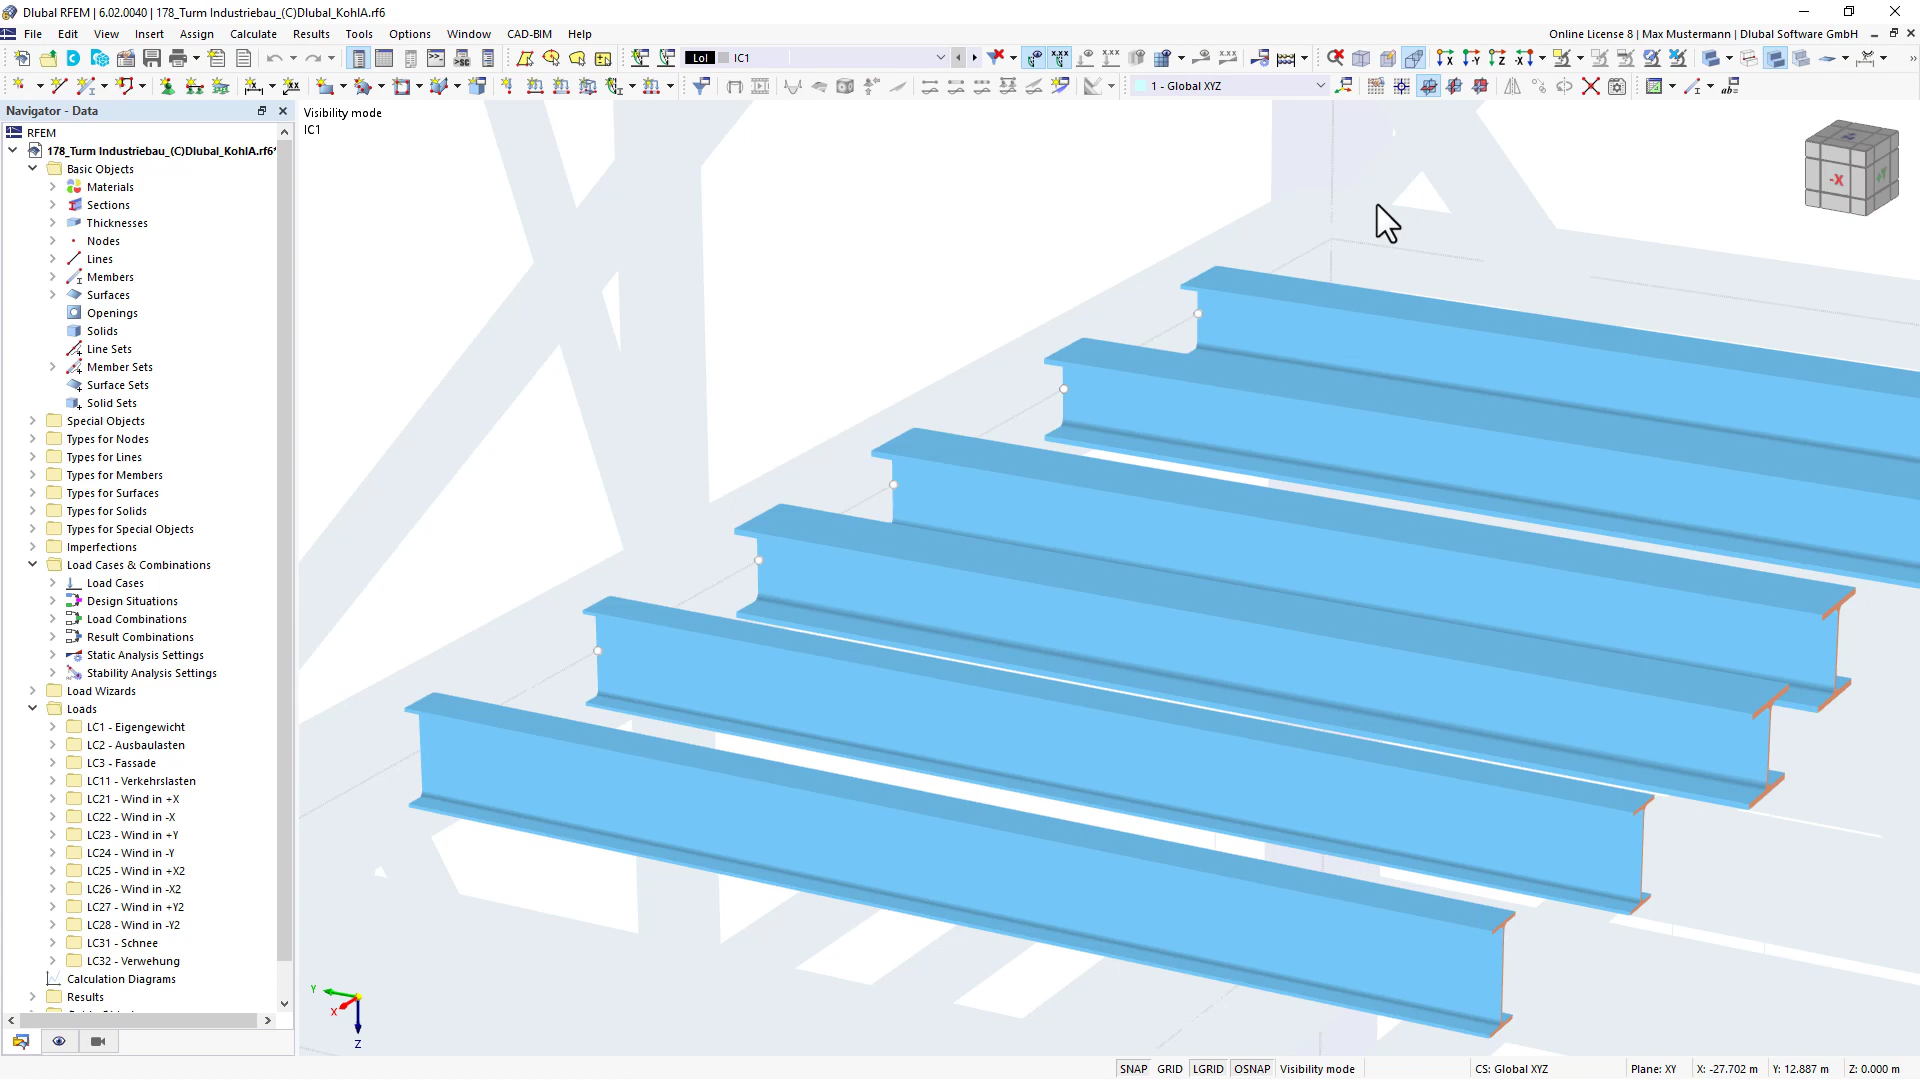 Dlubal RFEM | 6.02.0040 | 178_Turm Industriebau_(C)Dlubal_KohlA.rf6
File Edit View Insert Assign Calculate Results Tools Options Window CAD-BIM Help
Online License 8 | Max Mustermann | Dlubal Software GmbH
LoI IC1
1 - Global XYZ
Navigator - Data
RFEM
178_Turm Industriebau_(C)Dlubal_KohlA.rf6*
Basic Objects
Materials
Sections
Thicknesses
Nodes
Lines
Members
Surfaces
Openings
Solids
Line Sets
Member Sets
Surface Sets
Solid Sets
Special Objects
Types for Nodes
Types for Lines
Types for Members
Types for Surfaces
Types for Solids
Types for Special Objects
Imperfections
Load Cases & Combinations
Load Cases
Design Situations
Load Combinations
Result Combinations
Static Analysis Settings
Stability Analysis Settings
Load Wizards
Loads
LC1 - Eigengewicht
LC2 - Ausbaulasten
LC3 - Fassade
LC11 - Verkehrslasten
LC21 - Wind in +X
LC22 - Wind in -X
LC23 - Wind in +Y
LC24 - Wind in -Y
LC25 - Wind in +X2
LC26 - Wind in -X2
LC27 - Wind in +Y2
LC28 - Wind in -Y2
LC31 - Schnee
LC32 - Verwehung
Calculation Diagrams
Results
Visibility mode
IC1
-X
+Y
Y
X
Z
SNAP GRID LGRID OSNAP Visibility mode
CS: Global XYZ
Plane: XY
X: -27.702 m
Y: 12.887 m
Z: 0.000 m